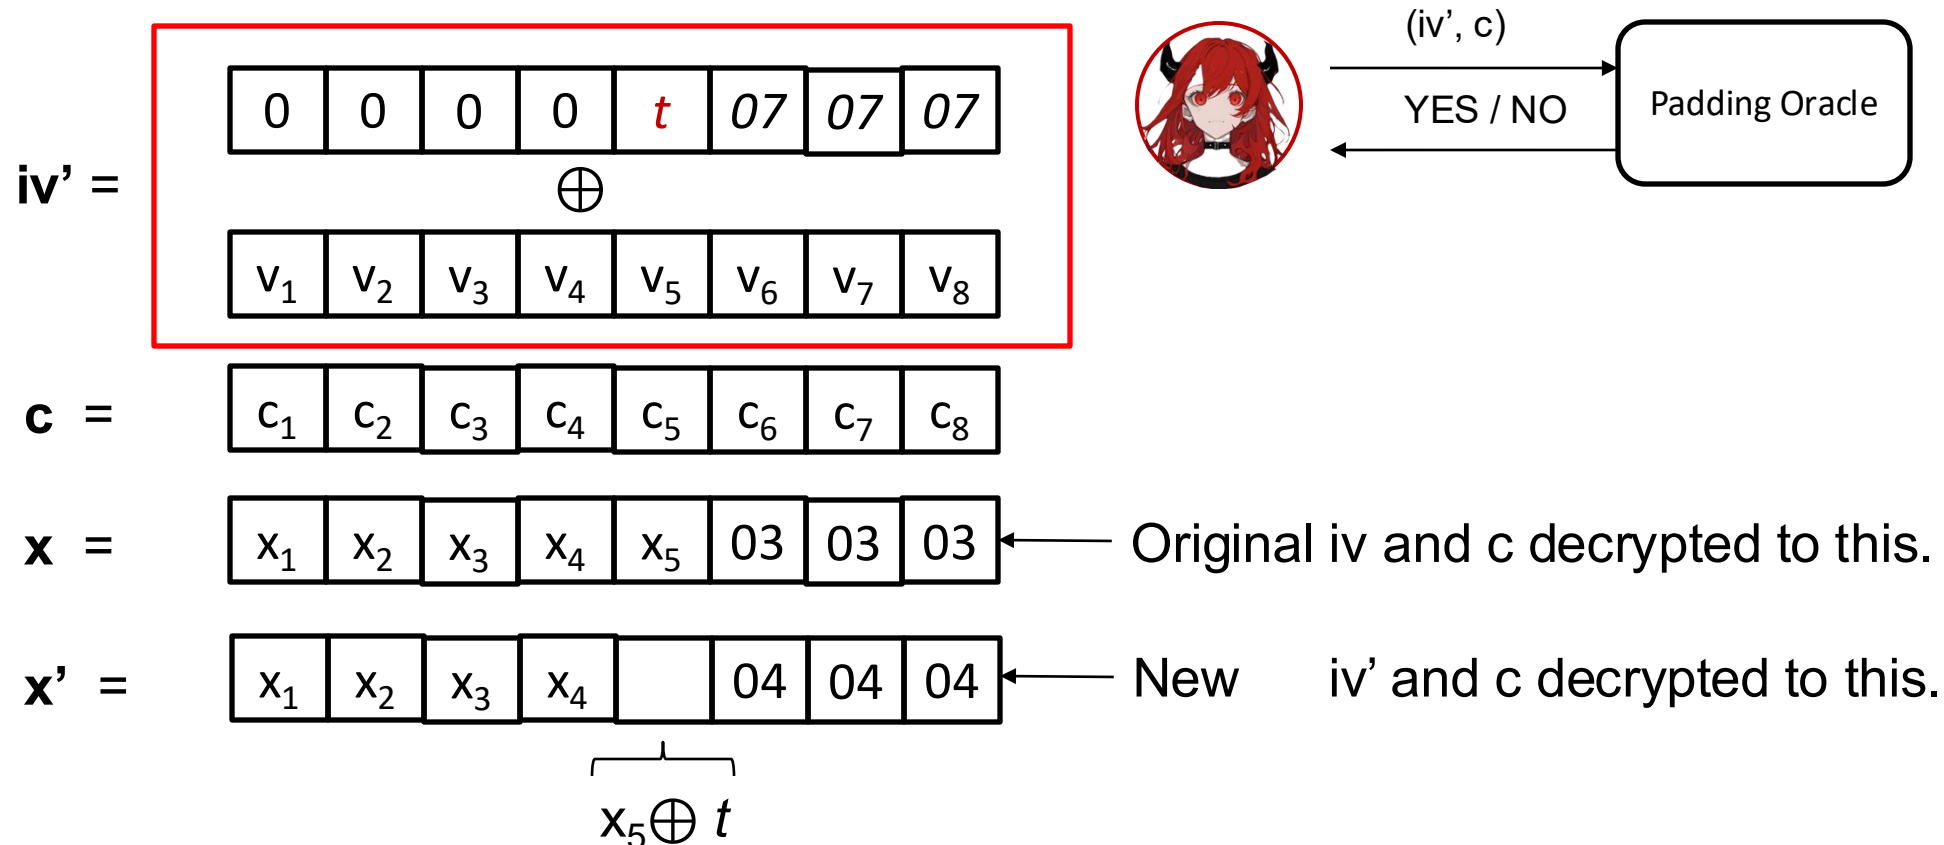 (iv’, c)
YES / NO
Padding Oracle
0 0 0 0 t 07 07 07
iv’ =
⊕
v₁ v₂ v₃ v₄ v₅ v₆ v₇ v₈
c = c₁ c₂ c₃ c₄ c₅ c₆ c₇ c₈
x = x₁ x₂ x₃ x₄ x₅ 03 03 03 Original iv and c decrypted to this.
x’ = x₁ x₂ x₃ x₄ 04 04 04 New iv’ and c decrypted to this.
x₅⊕ t